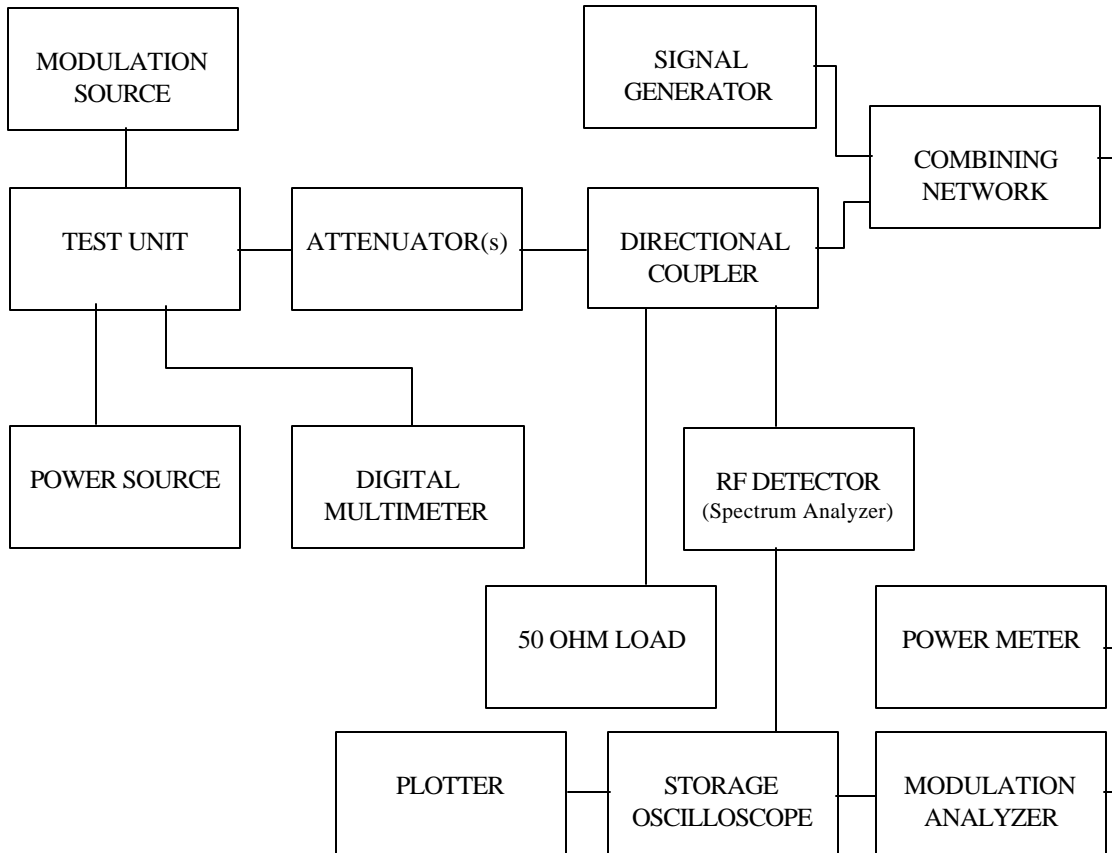 MODULATION
SOURCE
SIGNAL
GENERATOR
COMBINING
NETWORK
TEST UNIT
ATTENUATOR(s)
DIRECTIONAL
COUPLER
POWER SOURCE
DIGITAL
MULTIMETER
RF DETECTOR
(Spectrum Analyzer)
50 OHM LOAD
POWER METER
PLOTTER
STORAGE
OSCILLOSCOPE
MODULATION
ANALYZER